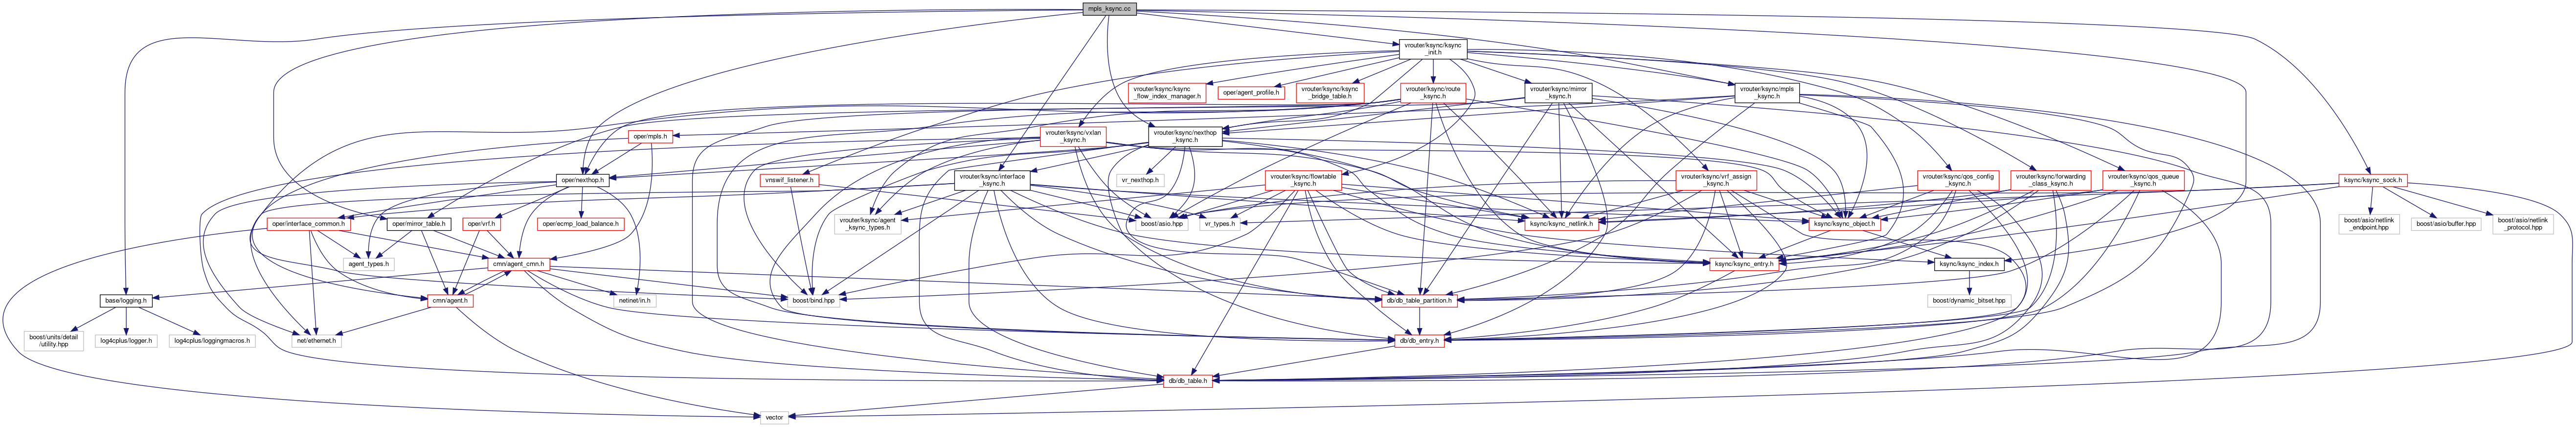 mpls_ksync.cc
vrouter/ksync/ksync
_init.h
vrouter/ksync/ksync
_flow_index_manager.h
oper/agent_profile.h
vrouter/ksync/ksync
_bridge_table.h
vrouter/ksync/route
_ksync.h
vrouter/ksync/mirror
_ksync.h
vrouter/ksync/mpls
_ksync.h
oper/mpls.h
vrouter/ksync/vxlan
_ksync.h
vrouter/ksync/nexthop
_ksync.h
oper/nexthop.h
vnswif_listener.h
vrouter/ksync/interface
_ksync.h
vr_nexthop.h
vrouter/ksync/flowtable
_ksync.h
vrouter/ksync/vrf_assign
_ksync.h
vrouter/ksync/qos_config
_ksync.h
vrouter/ksync/forwarding
_class_ksync.h
vrouter/ksync/qos_queue
_ksync.h
ksync/ksync_sock.h
oper/interface_common.h
oper/mirror_table.h
oper/vrf.h
oper/ecmp_load_balance.h
vrouter/ksync/agent
_ksync_types.h
boost/asio.hpp
vr_types.h
ksync/ksync_netlink.h
ksync/ksync_object.h
boost/asio/netlink
_endpoint.hpp
boost/asio/buffer.hpp
boost/asio/netlink
_protocol.hpp
agent_types.h
cmn/agent_cmn.h
ksync/ksync_entry.h
ksync/ksync_index.h
base/logging.h
cmn/agent.h
netinet/in.h
boost/bind.hpp
db/db_table_partition.h
boost/dynamic_bitset.hpp
boost/units/detail
/utility.hpp
log4cplus/logger.h
log4cplus/loggingmacros.h
net/ethernet.h
db/db_entry.h
db/db_table.h
vector